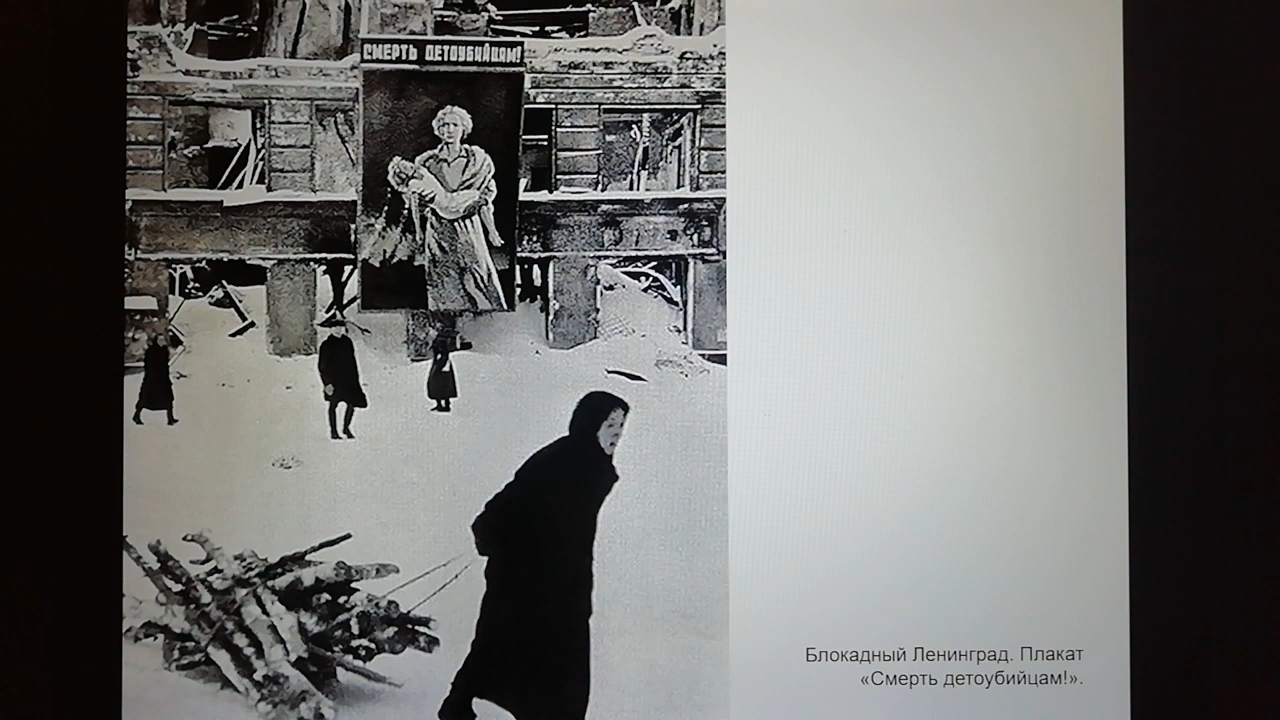 СМЕРТЬ ДЕТОУБИЙЦАМ!
Блокадный Ленинград. Плакат
«Смерть детоубийцам!».